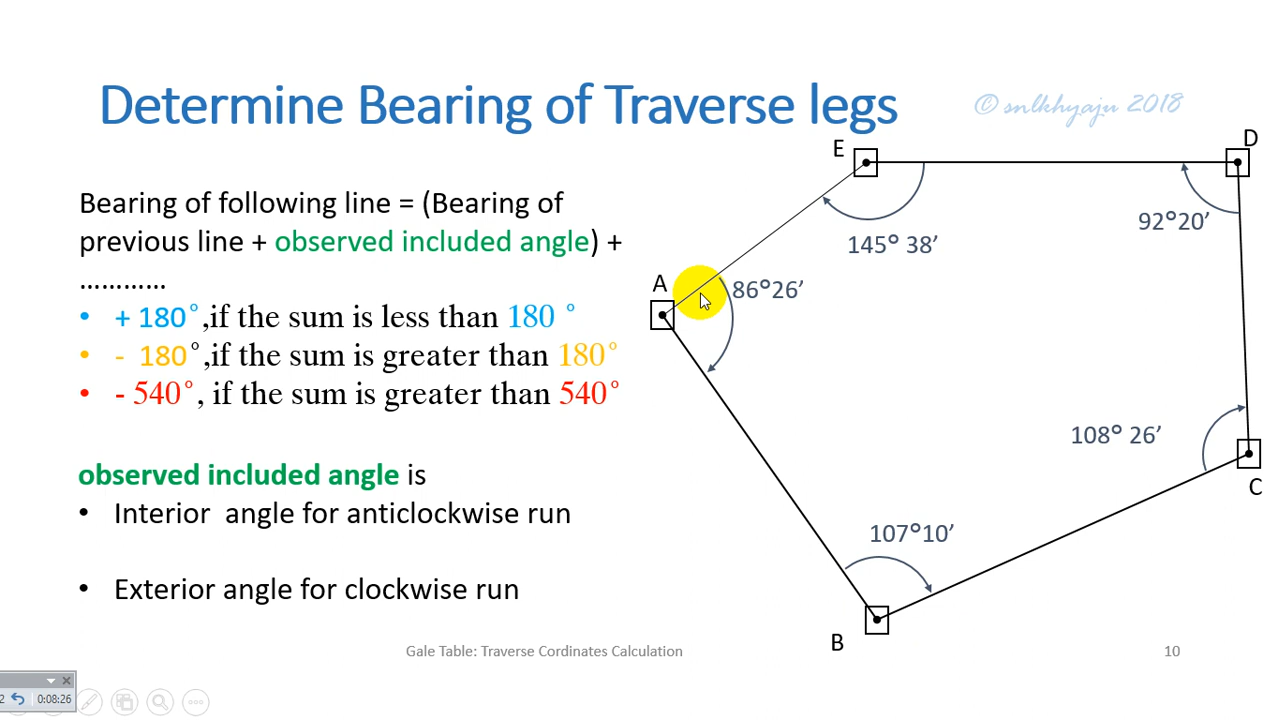 Determine Bearing of Traverse legs
© snlkhyaju 2018
Bearing of following line = (Bearing of
previous line + observed included angle) +
.............
• + 180°,if the sum is less than 180 °
• - 180°,if the sum is greater than 180°
• - 540°, if the sum is greater than 540°
observed included angle is
• Interior angle for anticlockwise run
• Exterior angle for clockwise run
E
D
92°20’
145° 38’
A
86°26’
108° 26’
C
107°10’
B
Gale Table: Traverse Cordinates Calculation
10
2
0:08:26